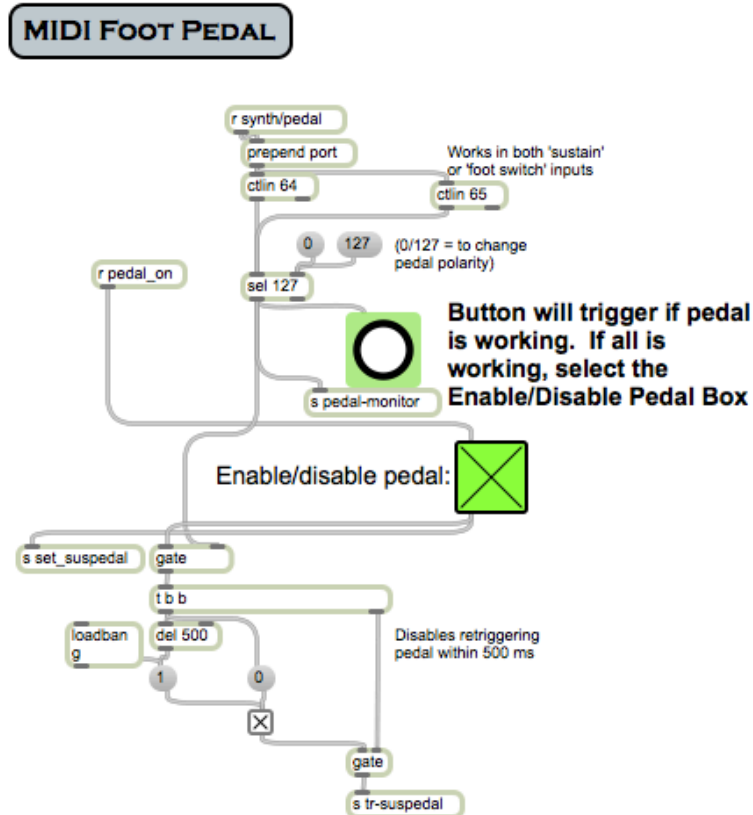 MIDI FOOT PEDAL
r synth/pedal
prepend port
Works in both 'sustain'
or 'foot switch' inputs
ctlin 64
ctlin 65
0
127
(0/127 = to change
pedal polarity)
r pedal_on
sel 127
Button will trigger if pedal
is working. If all is
working, select the
Enable/Disable Pedal Box
s pedal-monitor
Enable/disable pedal:
s set_suspedal
gate
t b b
loadban
g
del 500
Disables retriggering
pedal within 500 ms
1
0
gate
s tr-suspedal